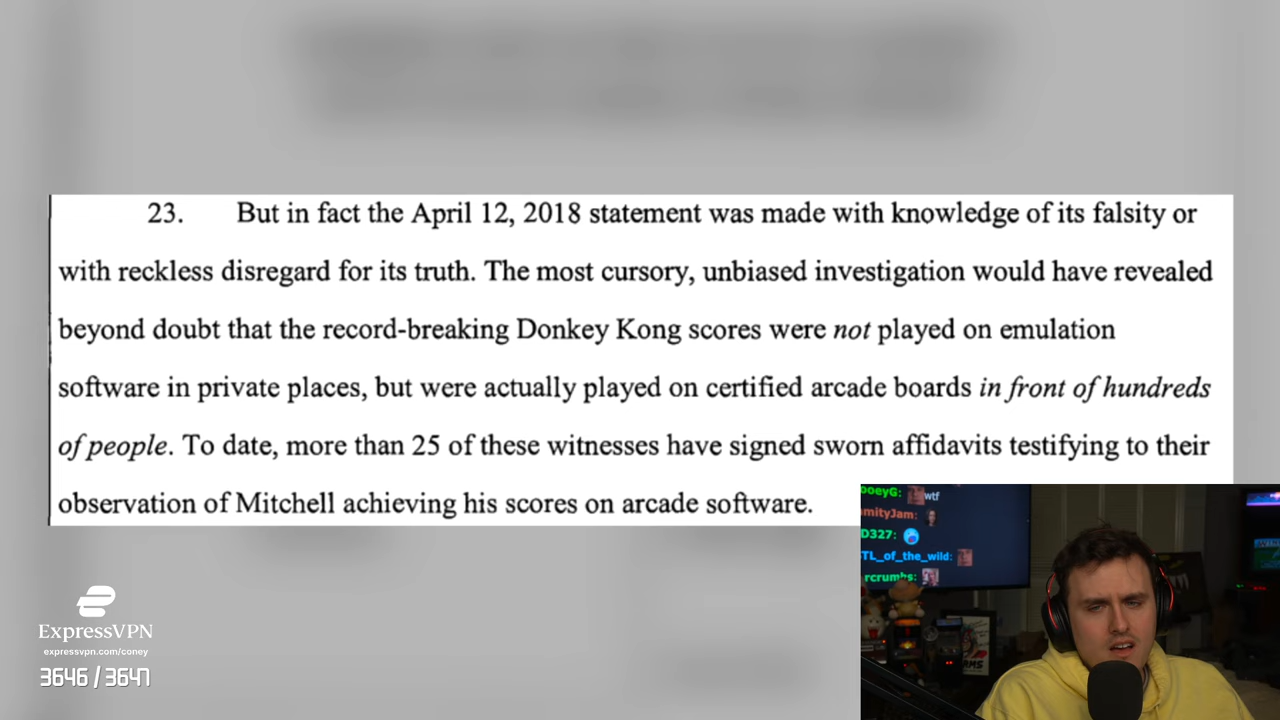 23. But in fact the April 12, 2018 statement was made with knowledge of its falsity or
with reckless disregard for its truth. The most cursory, unbiased investigation would have revealed
beyond doubt that the record-breaking Donkey Kong scores were not played on emulation
software in private places, but were actually played on certified arcade boards in front of hundreds
of people. To date, more than 25 of these witnesses have signed sworn affidavits testifying to their
observation of Mitchell achieving his scores on arcade software.
ooeyG: wtf
mityJam:
D327:
TL_of_the_wild:
rcrumbs:
ExpressVPN
expressvpn.com/coney
3646 / 3647